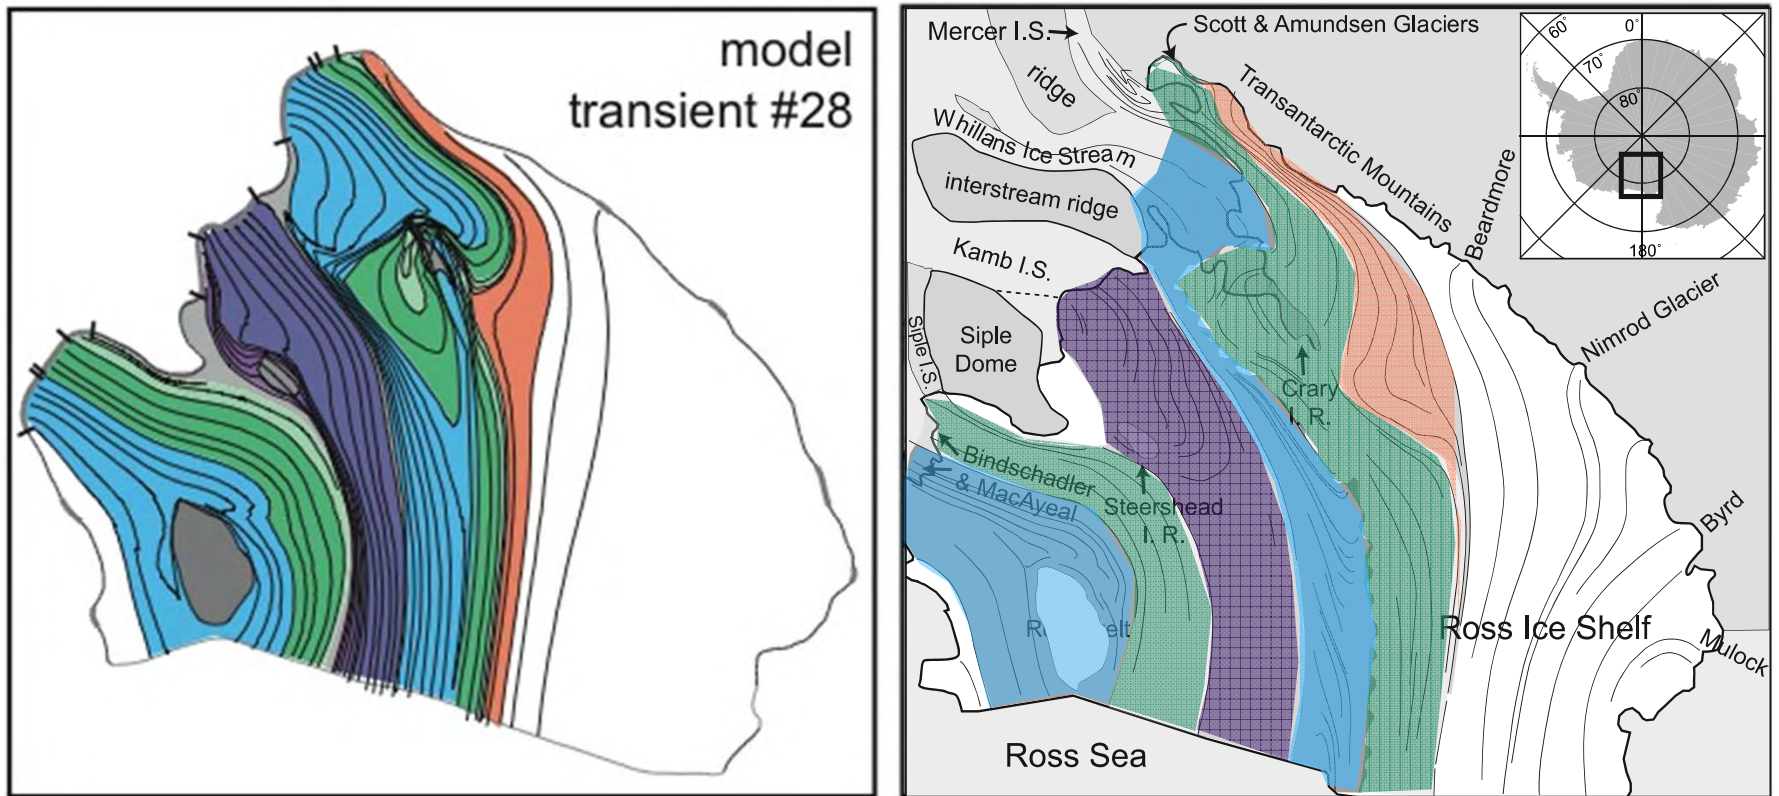 model
transient #28
Mercer I.S.
Scott & Amundsen Glaciers
ridge
Transantarctic Mountains
Whillans Ice Stream
interstream ridge
Kamb I.S.
Siple I.S.
Siple
Dome
Beardmore
Nimrod Glacier
Crary
I. R.
Bindschadler
& MacAyeal
Steershead
I. R.
Byrd
Ross Ice Shelf
Mulock
Ross Sea
60°
0°
70°
80°
180°